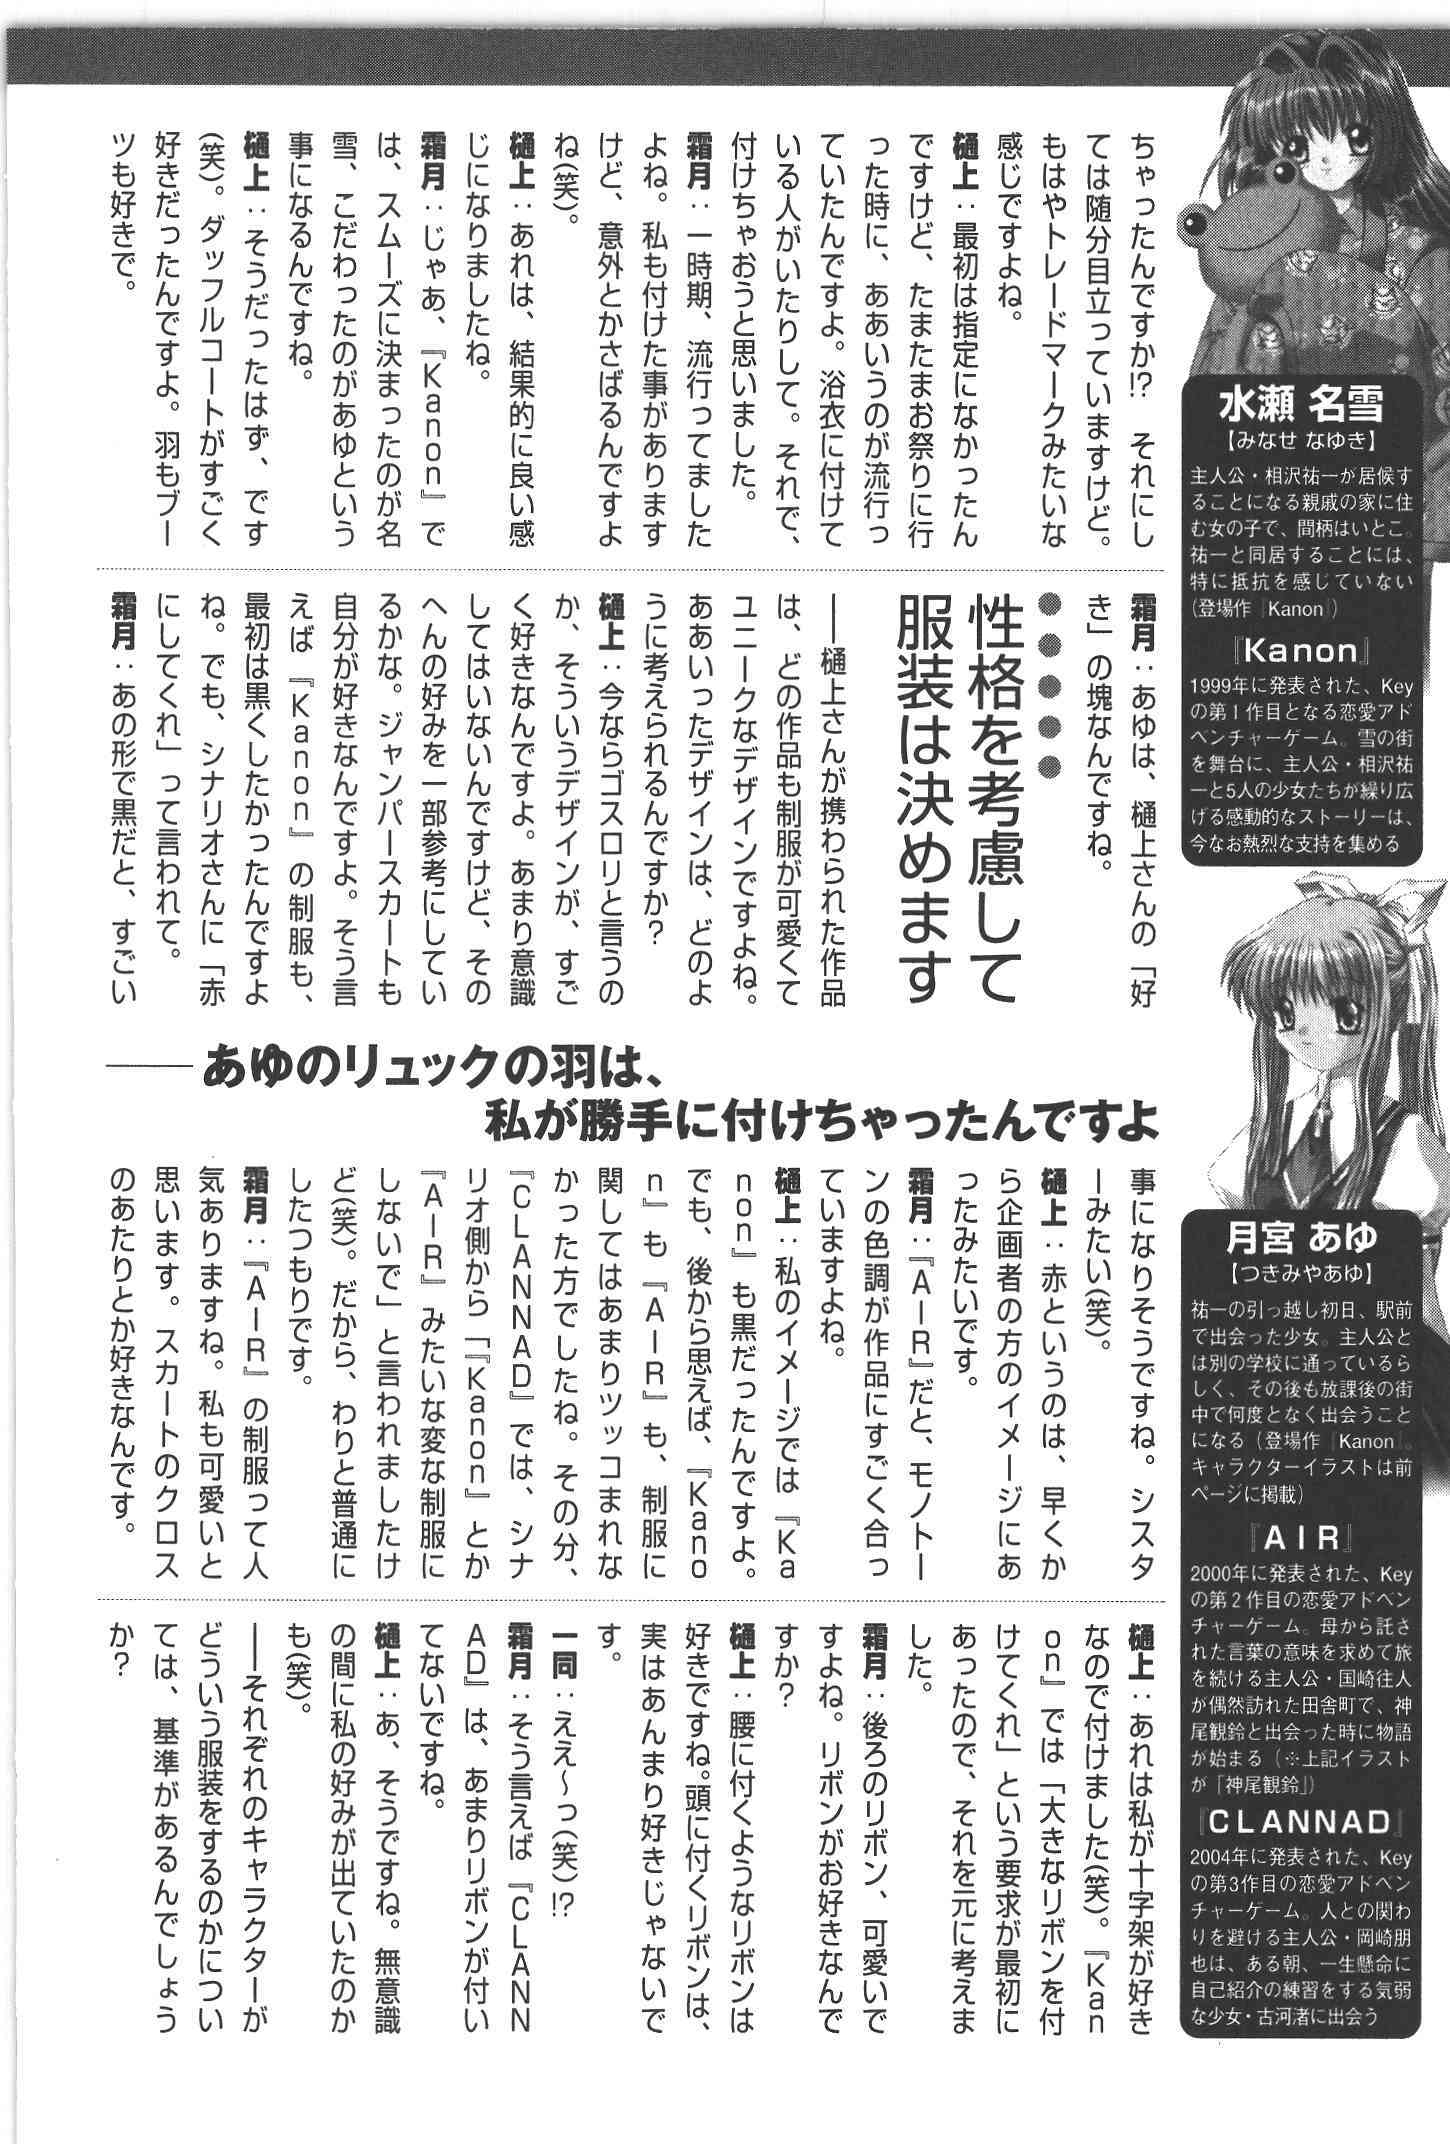 ちゃったんですか!? それにし
ては随分目立っていますけど。
もはやトレードマークみたいな
感じですよね。
樋上：最初は指定になかったん
ですけど、たまたまお祭りに行
った時に、ああいうのが流行っ
ていたんですよ。浴衣に付けて
いる人がいたりして。それで、
付けちゃおうと思いました。
霜月：一時期、流行ってました
よね。私も付けた事があります
けど、意外とかさばるんですよ
ね(笑)。
樋上：あれは、結果的に良い感
じになりましたね。
霜月：じゃあ、『Kanon』で
は、スムーズに決まったのが名
雪、こだわったのがあゆという
事になるんですね。
樋上：そうだったはず、です
(笑)。ダッフルコートがすごく
好きだったんですよ。羽もブー
ツも好きで。
霜月：あゆは、樋上さんの「好
き」の塊なんですね。
●●●●●
性格を考慮して
服装は決めます
――樋上さんが携わられた作品
は、どの作品も制服が可愛くて
ユニークなデザインですよね。
ああいったデザインは、どのよ
うに考えられるんですか？
樋上：今ならゴスロリと言うの
か、そういうデザインが、すご
く好きなんですよ。あまり意識
してはいないんですけど、その
へんの好みを一部参考にしてい
るかな。ジャンパースカートも
自分が好きなんですよ。そう言
えば『Kanon』の制服も、
最初は黒くしたかったんですよ
ね。でも、シナリオさんに「赤
にしてくれ」って言われて。
霜月：あの形で黒だと、すごい
――あゆのリュックの羽は、
私が勝手に付けちゃったんですよ
事になりそうですね。シスタ
ーみたい(笑)。
樋上：赤というのは、早くか
ら企画者の方のイメージにあ
ったみたいです。
霜月：『AIR』だと、モノトー
ンの色調が作品にすごく合っ
ていますよね。
樋上：私のイメージでは『Ka
non』も黒だったんですよ。
でも、後から思えば、『Kano
n』も『AIR』も、制服に
関してはあまりツッコまれな
かった方でしたね。その分、
『CLANNAD』では、シナ
リオ側から「『Kanon』とか
『AIR』みたいな変な制服に
しないで」と言われましたけ
ど(笑)。だから、わりと普通に
したつもりです。
霜月：『AIR』の制服って人
気ありますね。私も可愛いと
思います。スカートのクロス
のあたりとか好きなんです。
樋上：あれは私が十字架が好き
なので付けました(笑)。『Kan
on』では「大きなリボンを付
けてくれ」という要求が最初に
あったので、それを元に考えま
した。
霜月：後ろのリボン、可愛いで
すよね。リボンがお好きなんで
すか？
樋上：腰に付くようなリボンは
好きですね。頭に付くリボンは、
実はあんまり好きじゃないで
す。
一同：ええ～っ(笑)!?
霜月：そう言えば『CLANN
AD』は、あまりリボンが付い
てないですね。
樋上：あ、そうですね。無意識
の間に私の好みが出ていたのか
も(笑)。
――それぞれのキャラクターが
どういう服装をするのかについ
ては、基準があるんでしょう
か？
水瀬 名雪
【みなせ なゆき】
主人公・相沢祐一が居候す
ることになる親戚の家に住
む女の子で、間柄はいとこ。
祐一と同居することには、
特に抵抗を感じていない
（登場作『Kanon』）
『Kanon』
1999年に発表された、Key
の第１作目となる恋愛アド
ベンチャーゲーム。雪の街
を舞台に、主人公・相沢祐
一と5人の少女たちが繰り広
げる感動的なストーリーは、
今なお熱烈な支持を集める
月宮 あゆ
【つきみやあゆ】
祐一の引っ越し初日、駅前
で出会った少女。主人公と
は別の学校に通っているら
しく、その後も放課後の街
中で何度となく出会うこと
になる（登場作『Kanon』。
キャラクターイラストは前
ページに掲載）
『AIR』
2000年に発表された、Key
の第２作目の恋愛アドベン
チャーゲーム。母から託さ
れた言葉の意味を求めて旅
を続ける主人公・国崎往人
が偶然訪れた田舎町で、神
尾観鈴と出会った時に物語
が始まる（※上記イラスト
が「神尾観鈴」）
『CLANNAD』
2004年に発表された、Key
の第3作目の恋愛アドベン
チャーゲーム。人との関わ
りを避ける主人公・岡崎朋
也は、ある朝、一生懸命に
自己紹介の練習をする気弱
な少女・古河渚に出会う